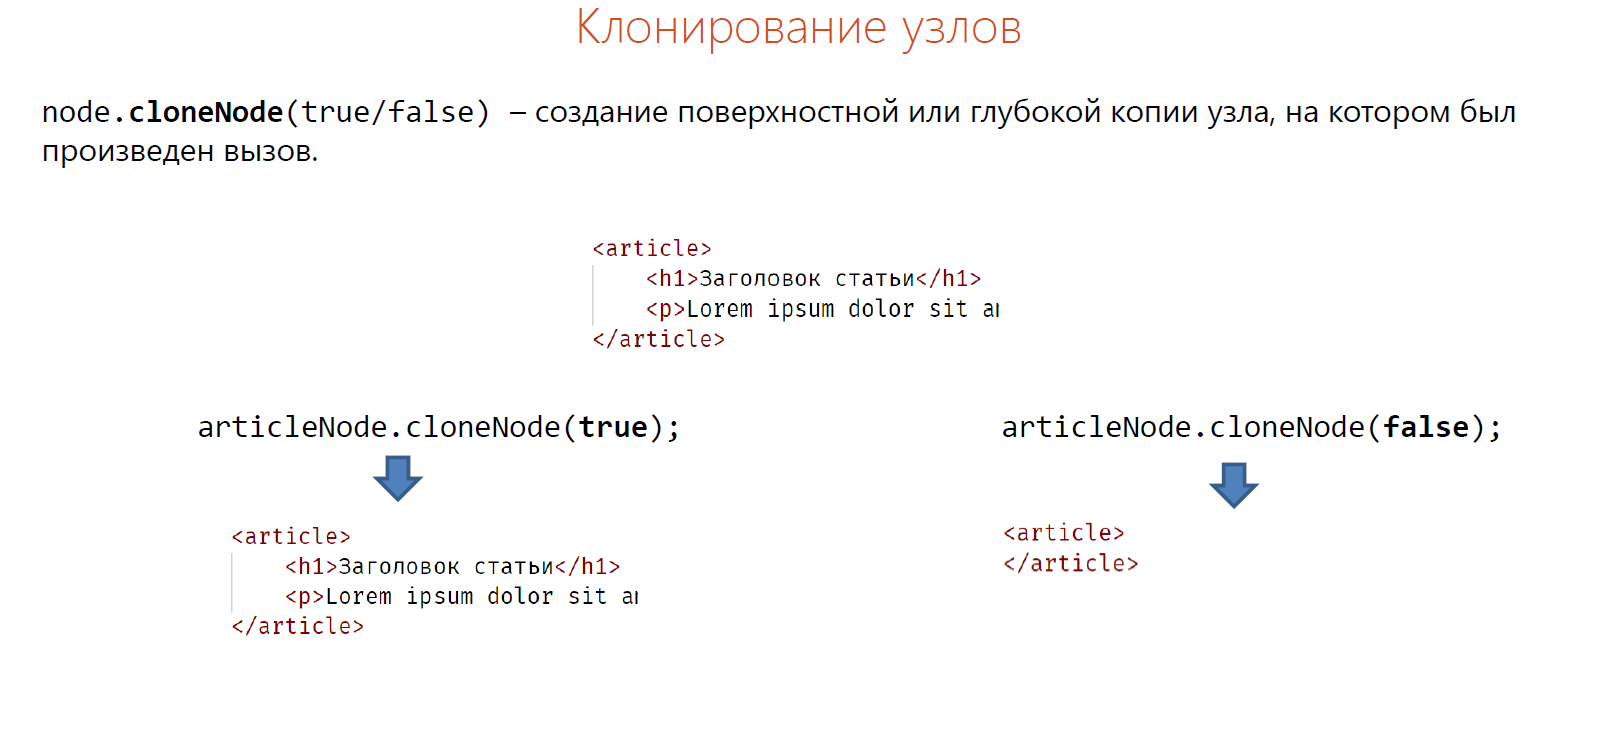 Клонирование узлов
node.cloneNode(true/false) – создание поверхностной или глубокой копии узла, на котором был
произведен вызов.
<article>
<h1>Заголовок статьи</h1>
<p>Lorem ipsum dolor sit
</article>
articleNode.cloneNode(true);
articleNode.cloneNode(false);
<article>
<h1>Заголовок статьи</h1>
<p>Lorem ipsum dolor sit
</article>
<article>
</article>